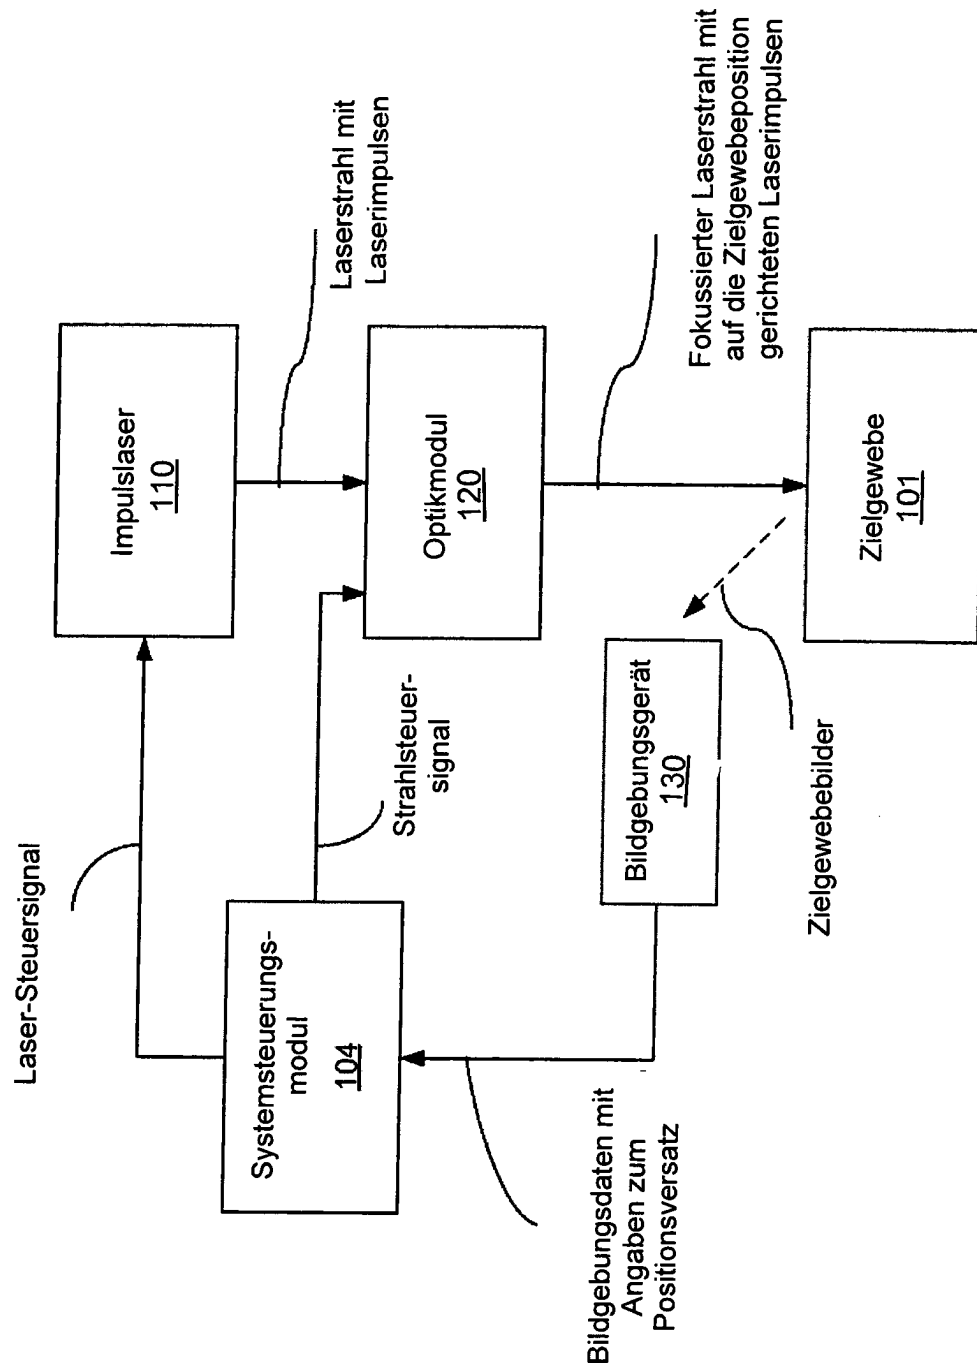 Laser-Steuersignal
Impulslaser
110
Laserstrahl mit
Laserimpulsen
Systemsteuerungs-
modul
104
Strahlsteuer-
signal
Optikmodul
120
Bildgebungsdaten mit
Angaben zum
Positionsversatz
Bildgebungsgerät
130
Fokussierter Laserstrahl mit
auf die Zielgewebeposition
gerichteten Laserimpulsen
Zielgewebebilder
Zielgewebe
101